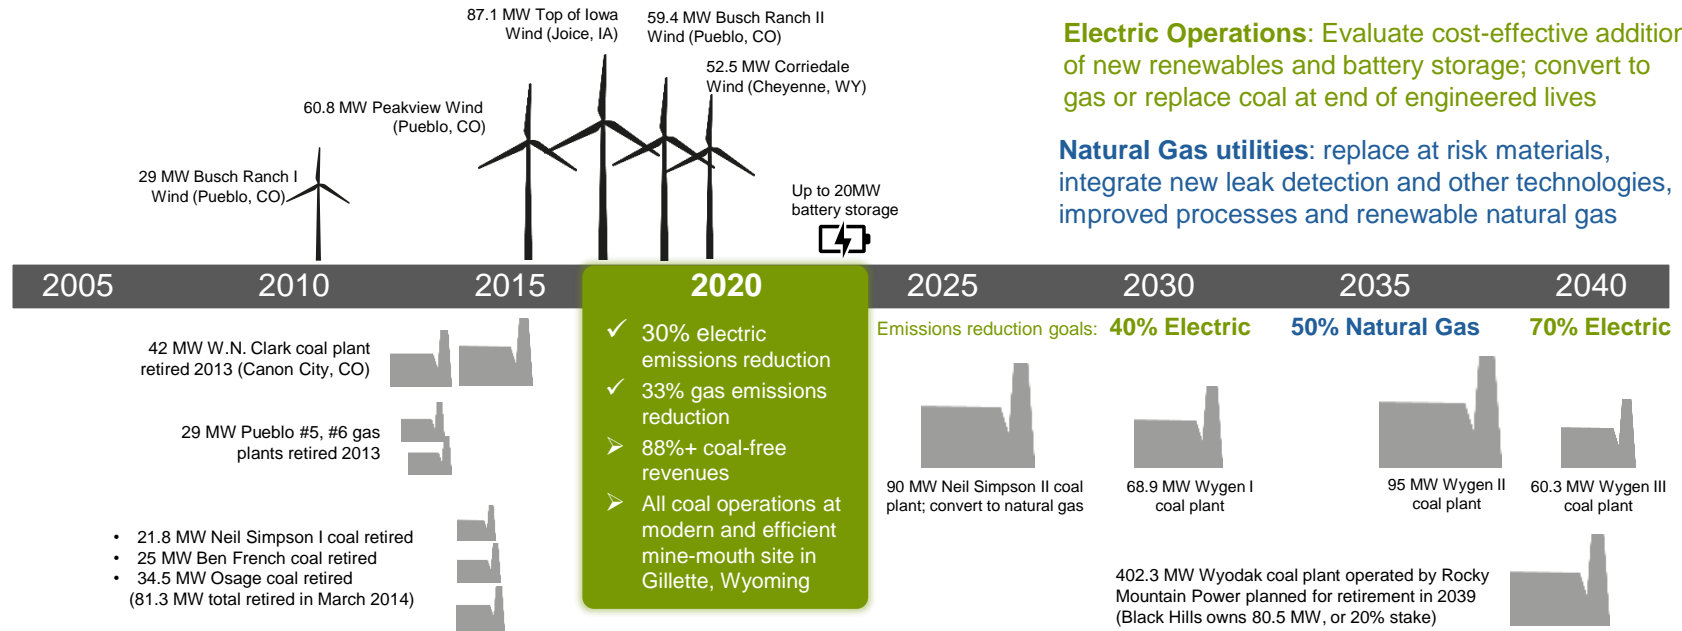 87.1 MW Top of Iowa
Wind (Joice, IA)
59.4 MW Busch Ranch II
Wind (Pueblo, CO)
52.5 MW Corriedale
Wind (Cheyenne, WY)
60.8 MW Peakview Wind
(Pueblo, CO)
29 MW Busch Ranch I
Wind (Pueblo, CO)
Up to 20MW
battery storage
Electric Operations: Evaluate cost-effective addition
of new renewables and battery storage; convert to
gas or replace coal at end of engineered lives
Natural Gas utilities: replace at risk materials,
integrate new leak detection and other technologies,
improved processes and renewable natural gas
2005 2010 2015 2020 2025 2030 2035 2040
Emissions reduction goals: 40% Electric 50% Natural Gas 70% Electric
42 MW W.N. Clark coal plant
retired 2013 (Canon City, CO)
29 MW Pueblo #5, #6 gas
plants retired 2013
• 21.8 MW Neil Simpson I coal retired
• 25 MW Ben French coal retired
• 34.5 MW Osage coal retired
(81.3 MW total retired in March 2014)
✓ 30% electric
emissions reduction
✓ 33% gas emissions
reduction
➢ 88%+ coal-free
revenues
➢ All coal operations at
modern and efficient
mine-mouth site in
Gillette, Wyoming
90 MW Neil Simpson II coal
plant; convert to natural gas
68.9 MW Wygen I
coal plant
95 MW Wygen II
coal plant
60.3 MW Wygen III
coal plant
402.3 MW Wyodak coal plant operated by Rocky
Mountain Power planned for retirement in 2039
(Black Hills owns 80.5 MW, or 20% stake)